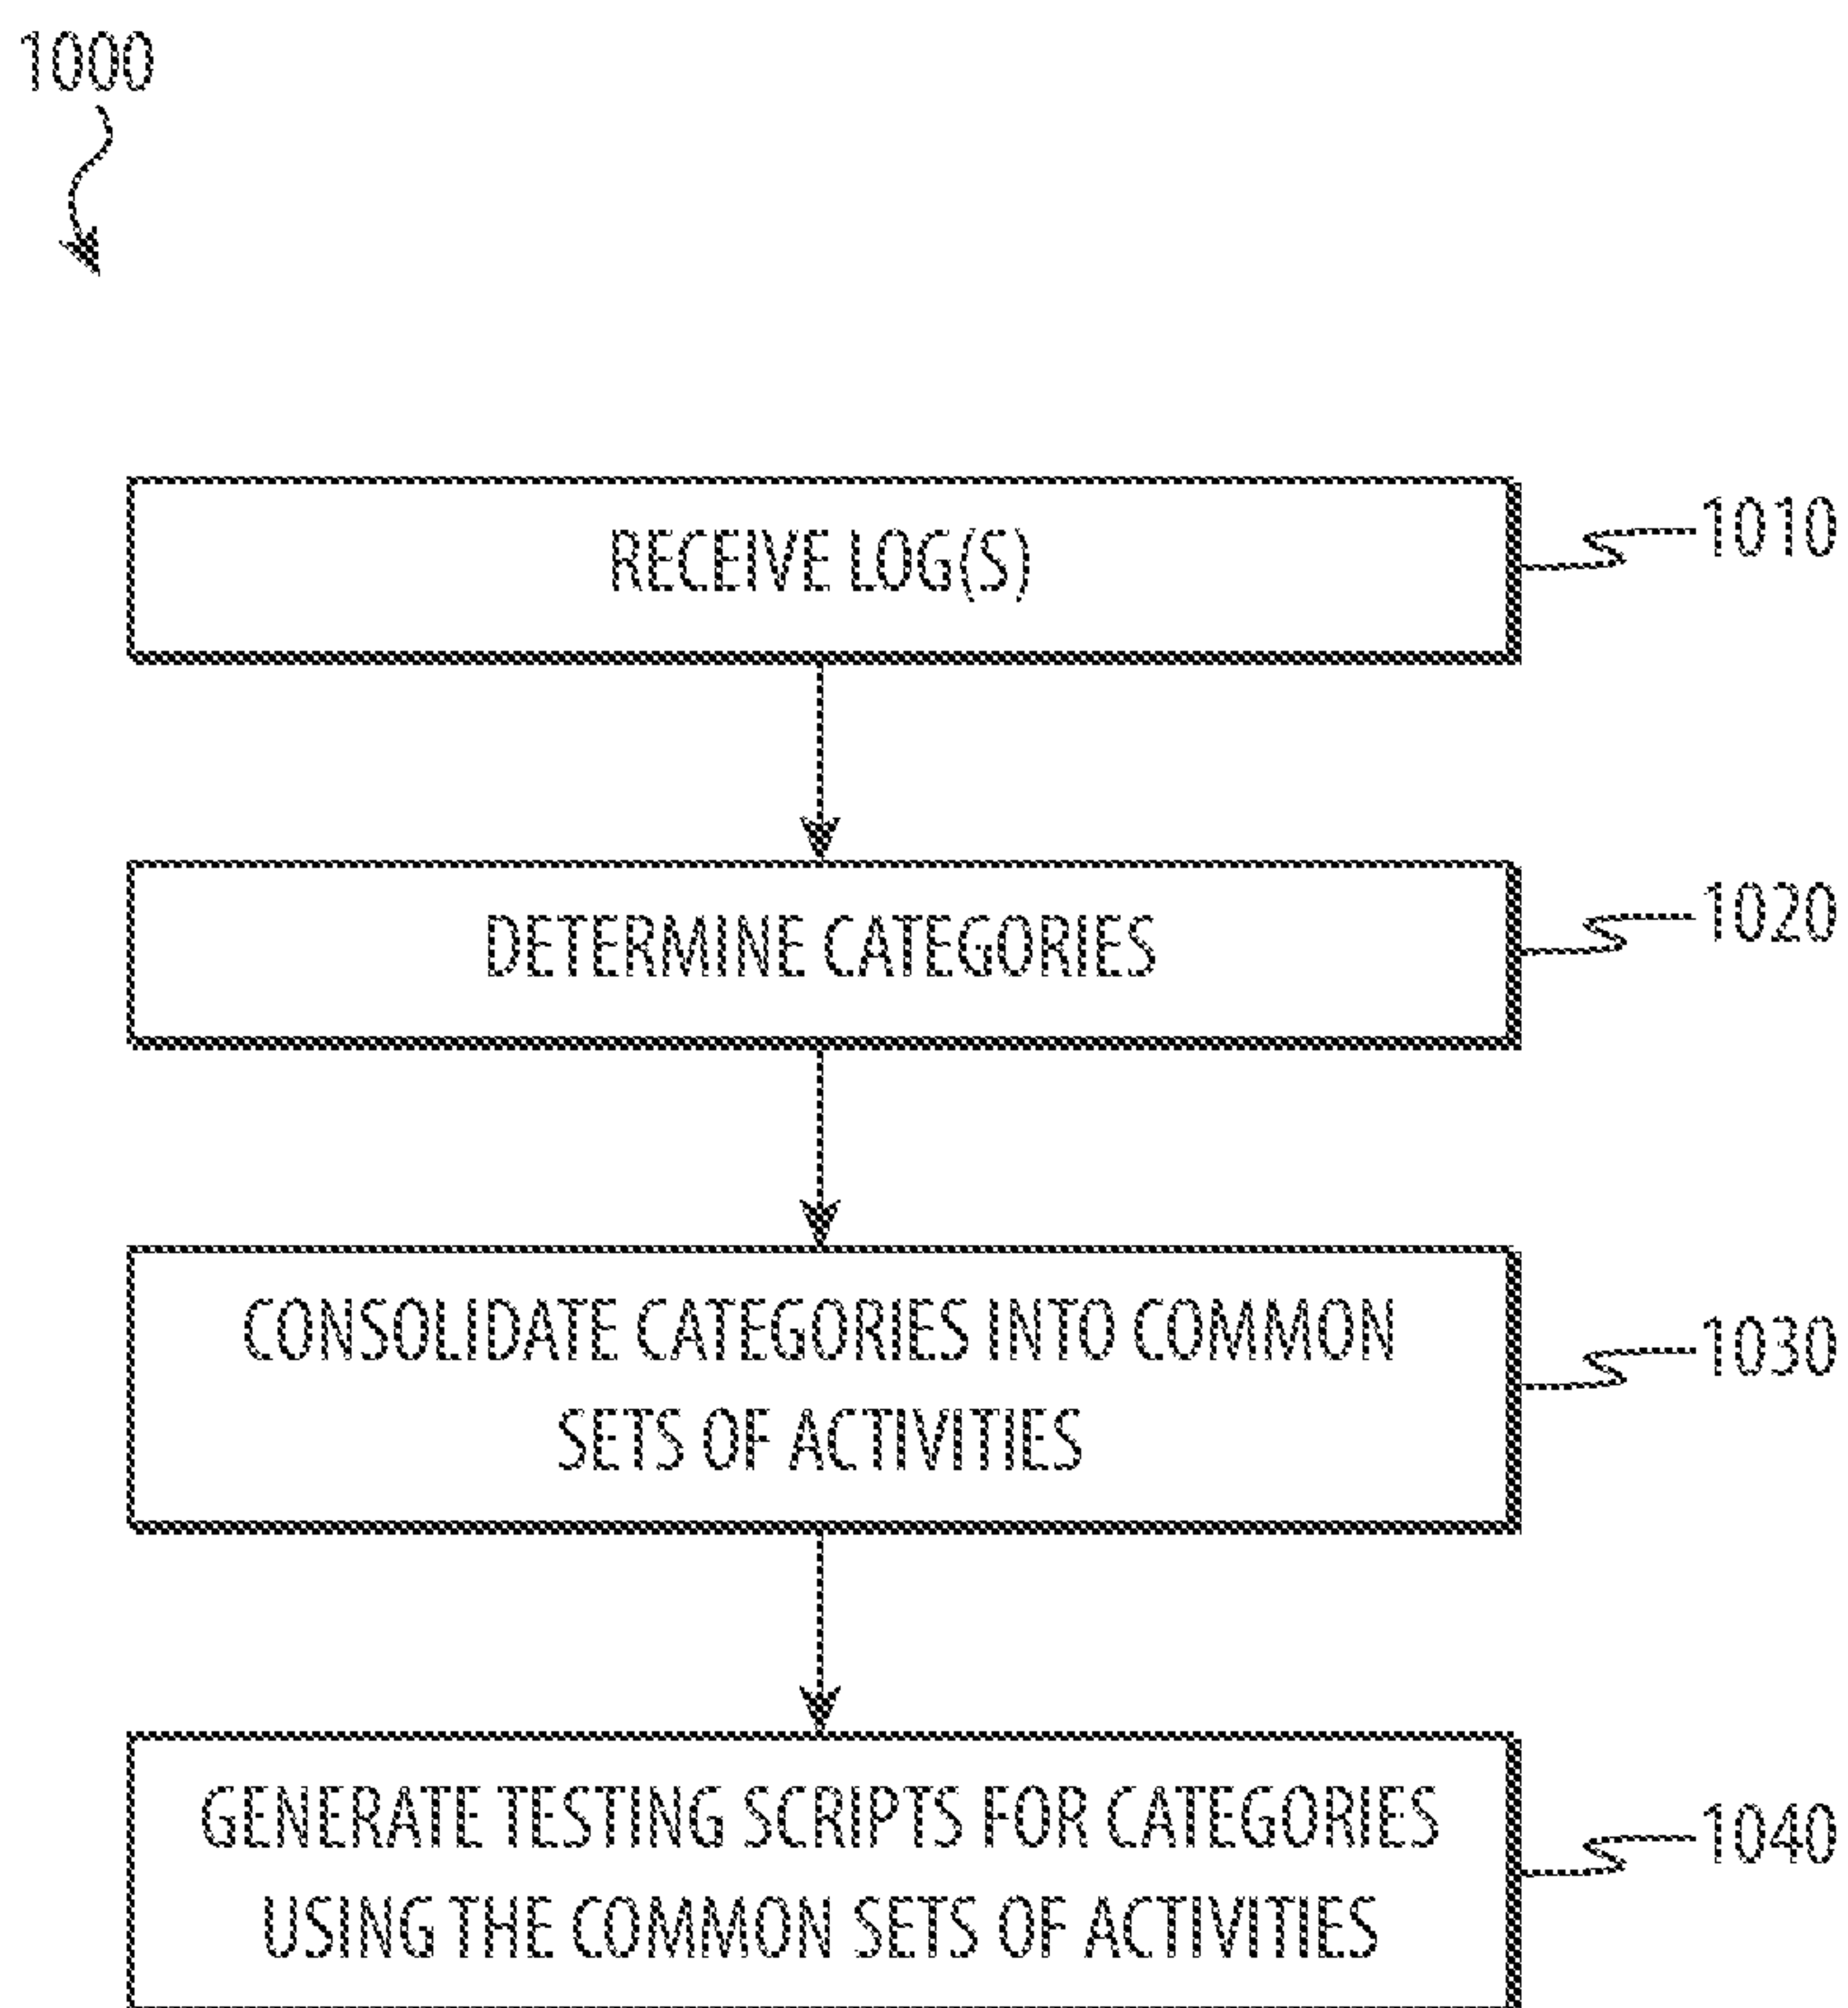 1000
RECEIVE LOG(S)
1010
DETERMINE CATEGORIES
1020
CONSOLIDATE CATEGORIES INTO COMMON
SETS OF ACTIVITIES
1030
GENERATE TESTING SCRIPTS FOR CATEGORIES
USING THE COMMON SETS OF ACTIVITIES
1040